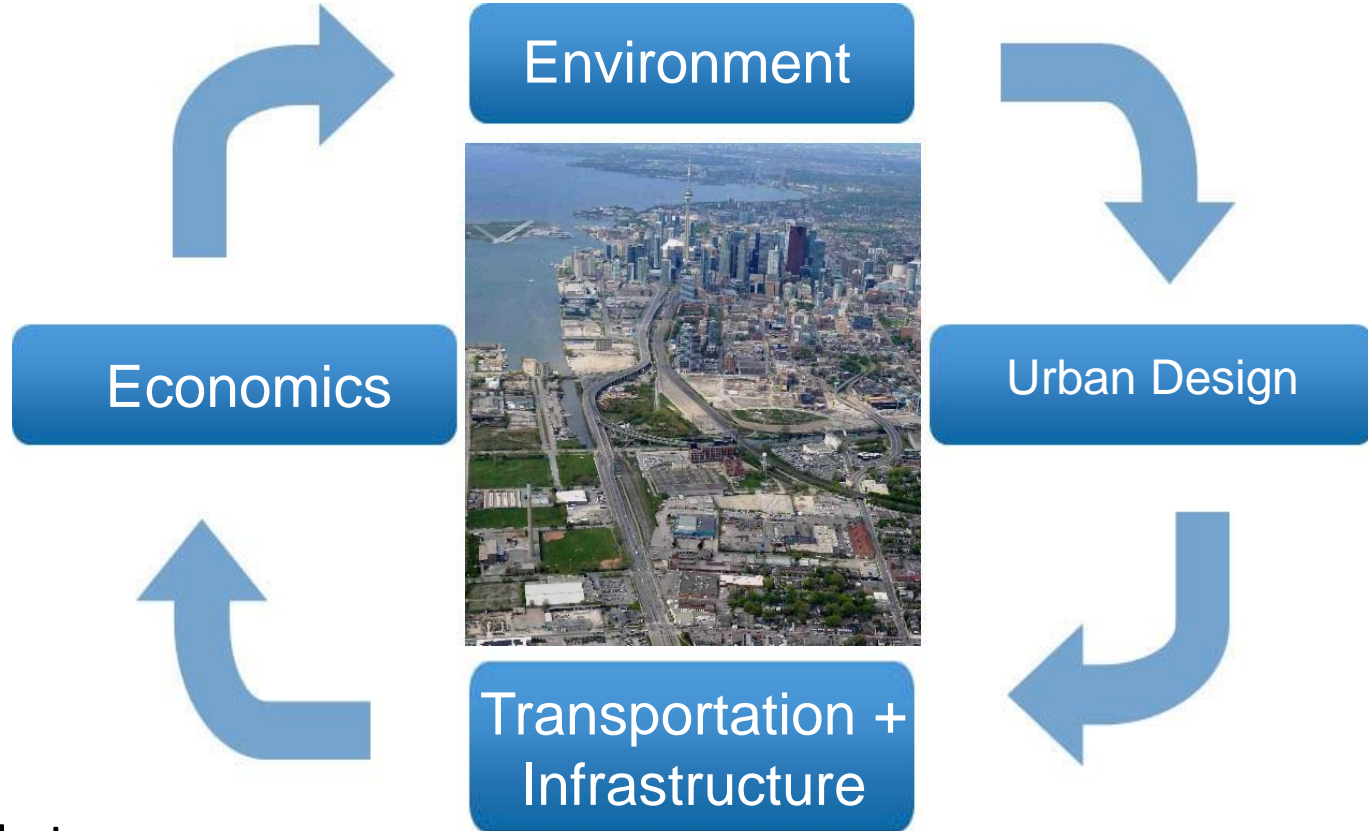 Environment
Economics
Urban Design
Transportation +
Infrastructure